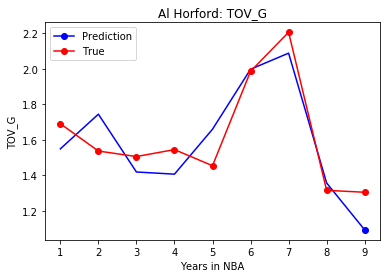 Al Horford: TOV_G
Prediction
True
2.2
2.0
1.8
1.6
1.4
1.2
TOV_G
1 2 3 4 5 6 7 8 9
Years in NBA